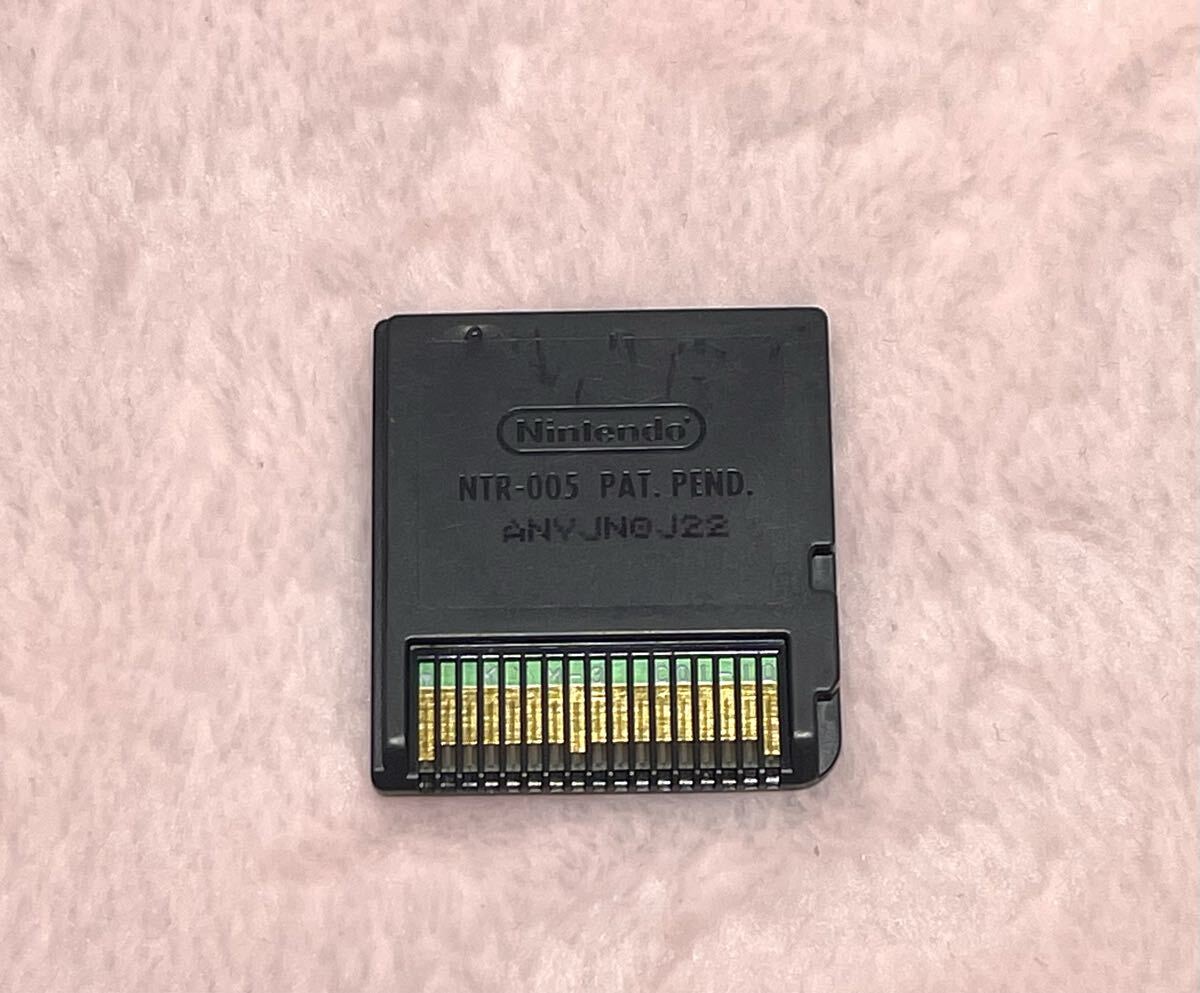 Nintendo
NTR-005 PAT. PEND.
ANYJN0J22